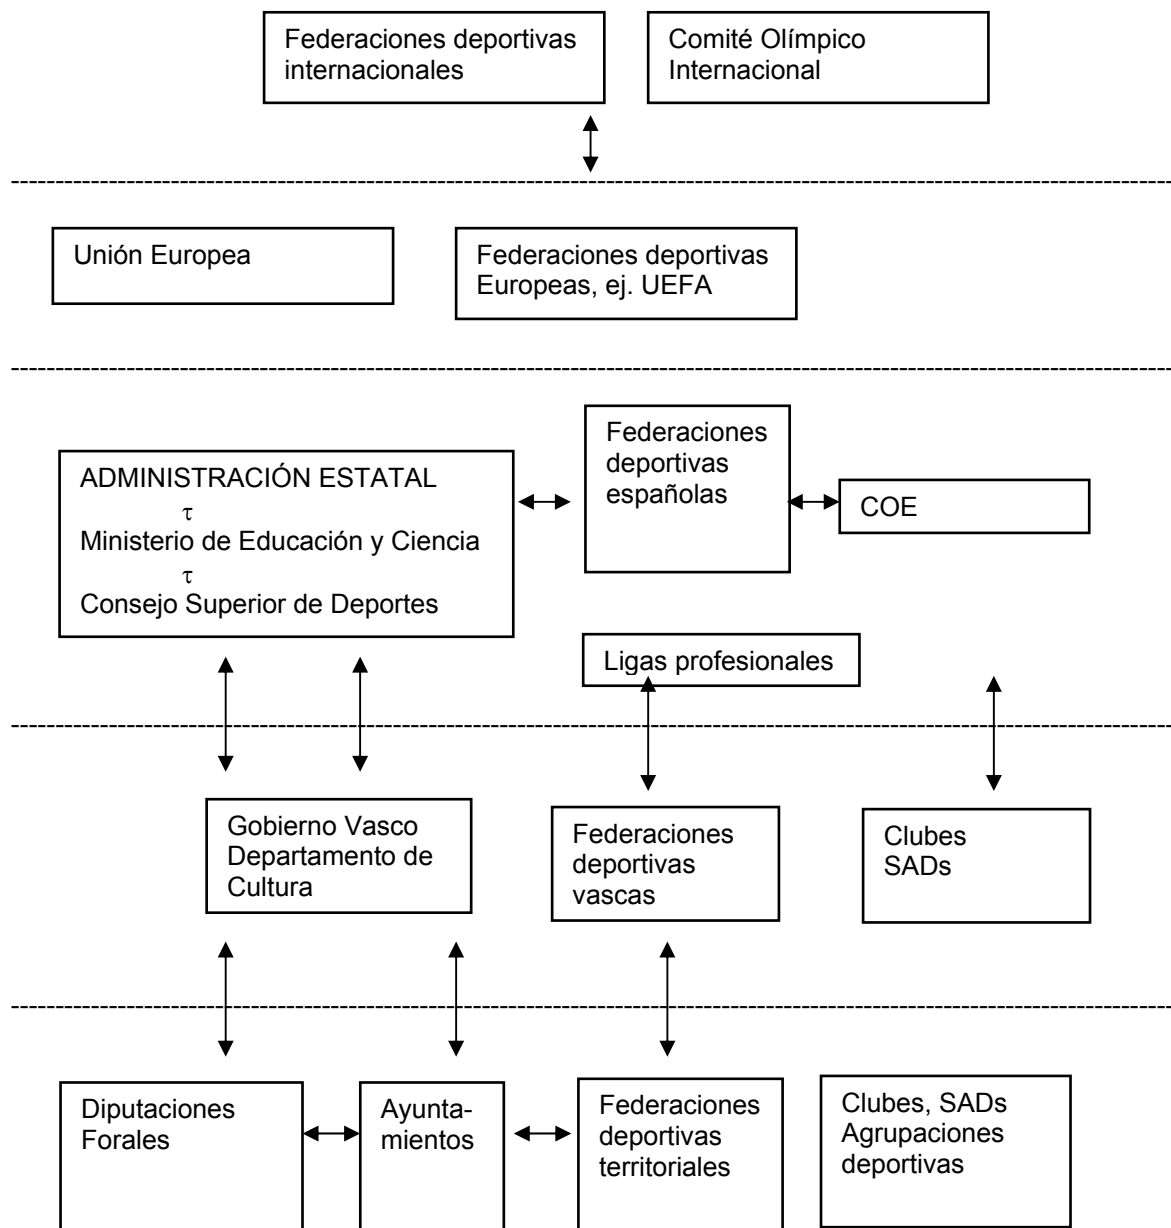 Federaciones deportivas
internacionales
Comité Olímpico
Internacional
Unión Europea
Federaciones deportivas
Europeas, ej. UEFA
ADMINISTRACIÓN ESTATAL
τ
Ministerio de Educación y Ciencia
τ
Consejo Superior de Deportes
Federaciones
deportivas
españolas
COE
Ligas profesionales
Gobierno Vasco
Departamento de
Cultura
Federaciones
deportivas
vascas
Clubes
SADs
Diputaciones
Forales
Ayunta-
mientos
Federaciones
deportivas
territoriales
Clubes, SADs
Agrupaciones
deportivas